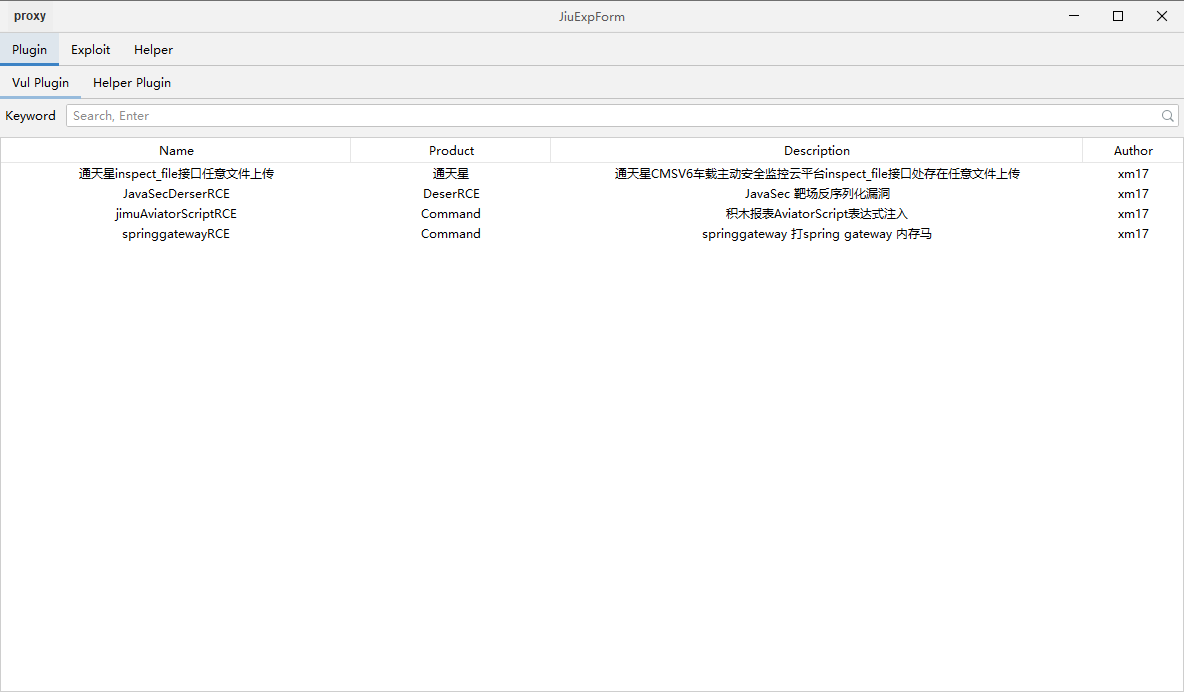 proxy JiuExpForm
Plugin Exploit Helper
Vul Plugin Helper Plugin
Keyword Search, Enter
Name Product Description Author
通天星inspect_file接口任意文件上传 通天星 通天星CMSV6车载主动安全监控云平台inspect_file接口处存在任意文件上传 xm17
JavaSecDerserRCE DeserRCE JavaSec 靶场反序列化漏洞 xm17
jimuAviatorScriptRCE Command 积木报表AviatorScript表达式注入 xm17
springgatewayRCE Command springgateway 打spring gateway 内存马 xm17